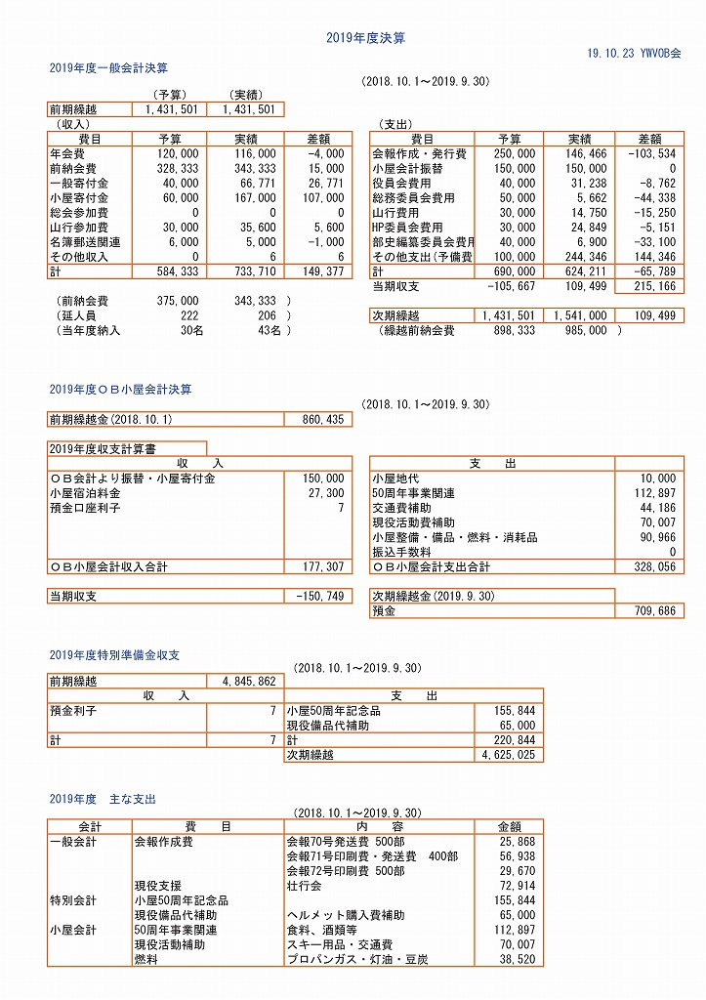 2019年度決算
19.10.23 YWVOB会
2019年度一般会計決算
(2018.10.1～2019.9.30)
(予算) (実績)
前期繰越 1,431,501 1,431,501
(収入) (支出)
費目 予算 実績 差額 費目 予算 実績 差額
年会費 120,000 116,000 -4,000 会報作成・発行費 250,000 146,466 -103,534
前納会費 328,333 343,333 15,000 小屋会計振替 150,000 150,000 0
一般寄付金 40,000 66,771 26,771 役員会費用 40,000 31,238 -8,762
小屋寄付金 60,000 167,000 107,000 総務委員会費用 50,000 5,662 -44,338
総会参加費 0 0 0 山行費用 30,000 14,750 -15,250
山行参加費 30,000 35,600 5,600 HP委員会費用 30,000 24,849 -5,151
名簿郵送関連 6,000 5,000 -1,000 部史編纂委員会費用 40,000 6,900 -33,100
その他収入 0 6 6 その他支出(予備費 100,000 244,346 144,346
計 584,333 733,710 149,377 計 690,000 624,211 -65,789
当期収支 -105,667 109,499 215,166
(前納会費 375,000 343,333 )
(延人員 222 206 ) 次期繰越 1,431,501 1,541,000 109,499
(当年度納入 30名 43名 ) (繰越前納会費 898,333 985,000 )
2019年度ＯＢ小屋会計決算
(2018.10.1～2019.9.30)
前期繰越金(2018.10.1) 860,435
2019年度収支計算書
収 入 支 出
ＯＢ会計より振替・小屋寄付金 150,000 小屋地代 10,000
小屋宿泊料金 27,300 50周年事業関連 112,897
預金口座利子 7 交通費補助 44,186
現役活動費補助 70,007
小屋整備・備品・燃料・消耗品 90,966
振込手数料 0
ＯＢ小屋会計収入合計 177,307 ＯＢ小屋会計支出合計 328,056
当期収支 -150,749 次期繰越金(2019.9.30)
預金 709,686
2019年度特別準備金収支
(2018.10.1～2019.9.30)
前期繰越 4,845,862
収 入 支 出
預金利子 7 小屋50周年記念品 155,844
現役備品代補助 65,000
計 7 計 220,844
次期繰越 4,625,025
2019年度 主な支出
(2018.10.1～2019.9.30)
会計 費 目 内 容 金額
一般会計 会報作成費 会報70号発送費 500部 25,868
会報71号印刷費・発送費 400部 56,938
会報72号印刷費 500部 29,670
現役支援 壮行会 72,914
特別会計 小屋50周年記念品 155,844
現役備品代補助 ヘルメット購入費補助 65,000
小屋会計 50周年事業関連 食料、酒類等 112,897
現役活動補助 スキー用品・交通費 70,007
燃料 プロパンガス・灯油・豆炭 38,520